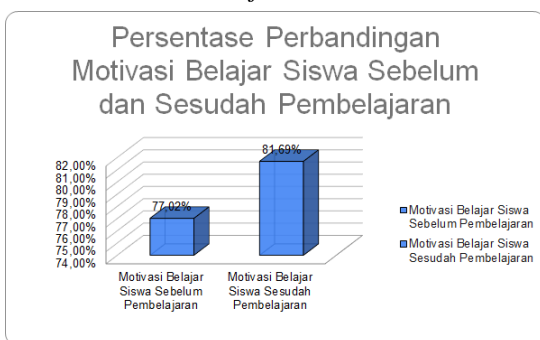 Persentase Perbandingan
Motivasi Belajar Siswa Sebelum
dan Sesudah Pembelajaran
82,00%
81,00%
80,00%
79,00%
78,00%
77,00%
76,00%
75,00%
74,00%
77,02%
81,69%
Motivasi Belajar
Siswa Sebelum
Pembelajaran
Motivasi Belajar
Siswa Sesudah
Pembelajaran
Motivasi Belajar Siswa
Sebelum Pembelajaran
Motivasi Belajar Siswa
Sesudah Pembelajaran